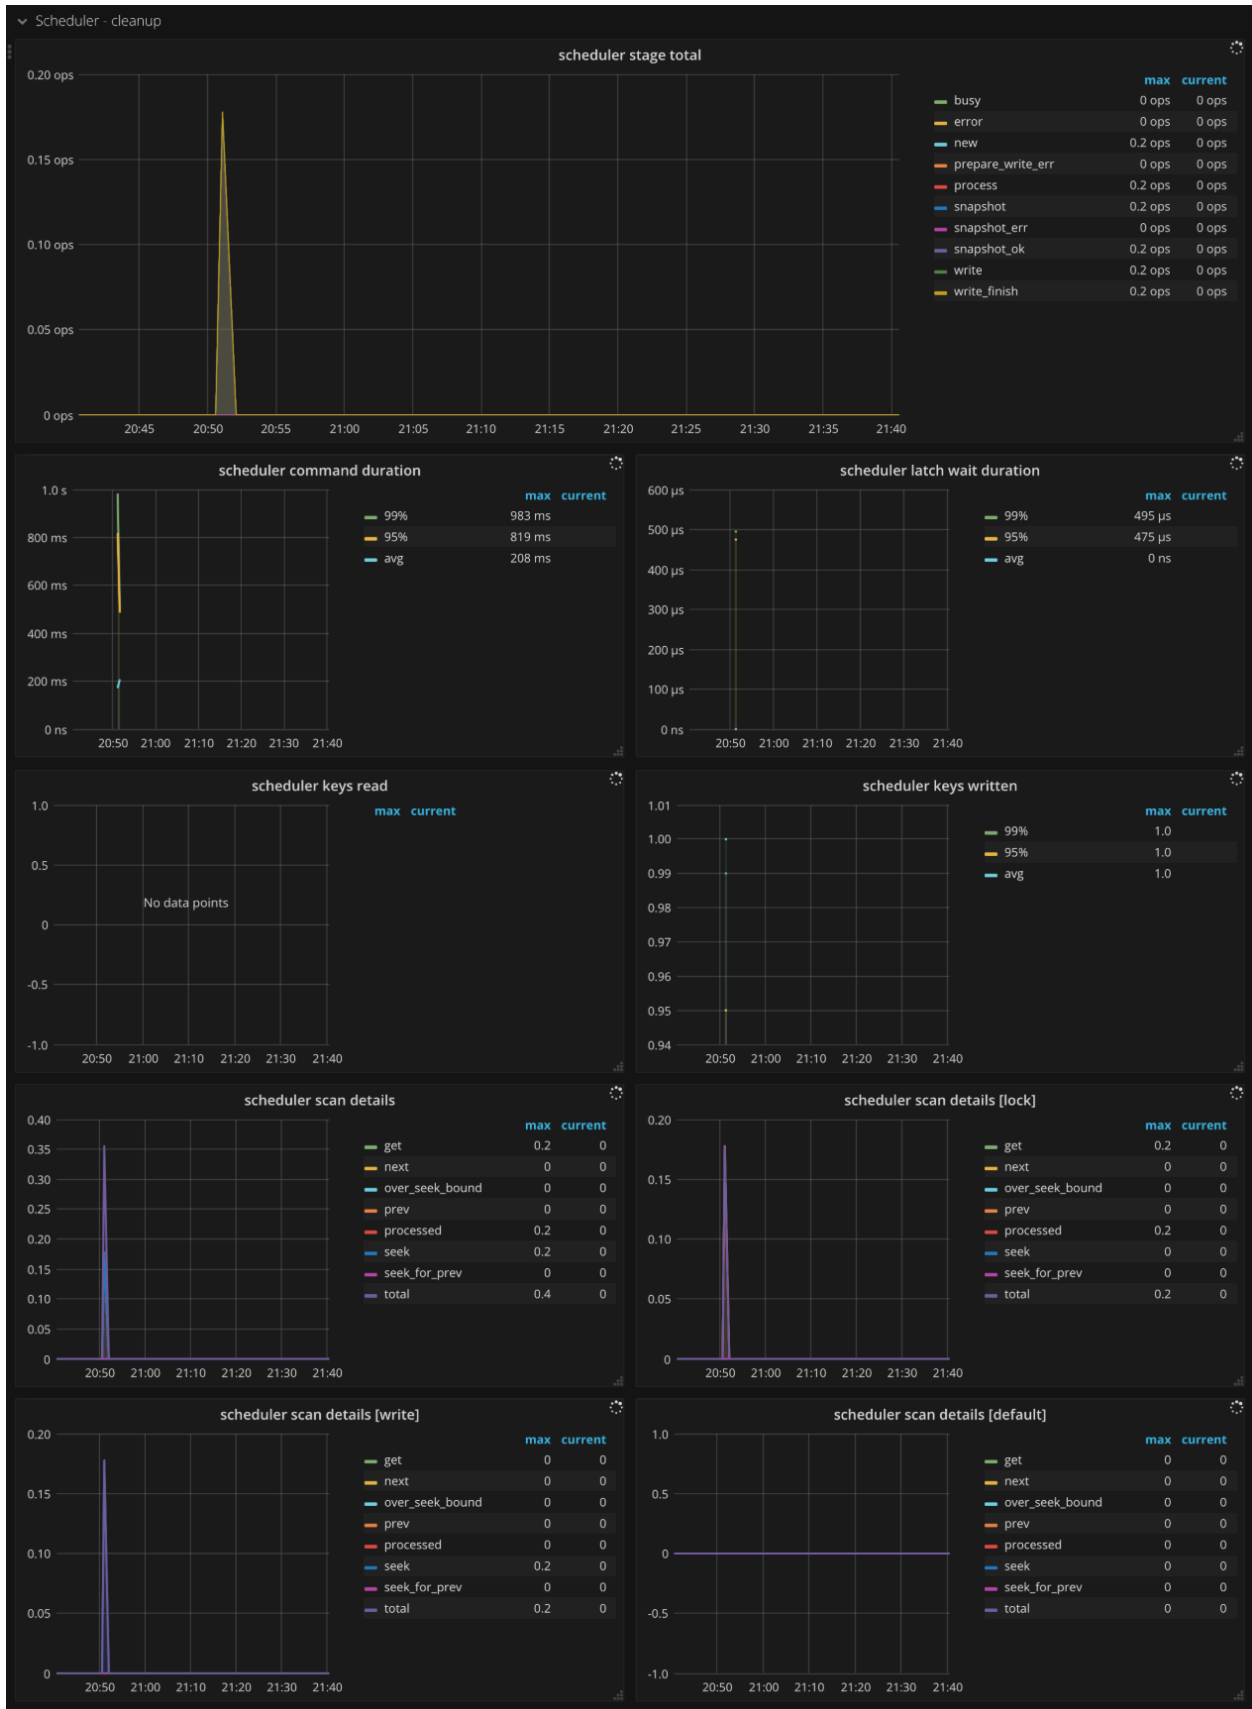 Scheduler - cleanup
scheduler stage total
0.20 ops
0.15 ops
0.10 ops
0.05 ops
0 ops
20:45 20:50 20:55 21:00 21:05 21:10 21:15 21:20 21:25 21:30 21:35 21:40
max current
busy 0 ops 0 ops
error 0 ops 0 ops
new 0.2 ops 0 ops
prepare_write_err 0 ops 0 ops
process 0.2 ops 0 ops
snapshot 0.2 ops 0 ops
snapshot_err 0 ops 0 ops
snapshot_ok 0.2 ops 0 ops
write 0.2 ops 0 ops
write_finish 0.2 ops 0 ops
scheduler command duration
1.0 s
800 ms
600 ms
400 ms
200 ms
0 ns
20:50 21:00 21:10 21:20 21:30 21:40
max current
99% 983 ms
95% 819 ms
avg 208 ms
scheduler latch wait duration
600 µs
500 µs
400 µs
300 µs
200 µs
100 µs
0 ns
20:50 21:00 21:10 21:20 21:30 21:40
max current
99% 495 µs
95% 475 µs
avg 0 ns
scheduler keys read
1.0
0.5
0
-0.5
-1.0
No data points
20:50 21:00 21:10 21:20 21:30 21:40
max current
scheduler keys written
1.01
1.00
0.99
0.98
0.97
0.96
0.95
0.94
20:50 21:00 21:10 21:20 21:30 21:40
max current
99% 1.0
95% 1.0
avg 1.0
scheduler scan details
0.40
0.35
0.30
0.25
0.20
0.15
0.10
0.05
0
20:50 21:00 21:10 21:20 21:30 21:40
max current
get 0.2 0
next 0 0
over_seek_bound 0 0
prev 0 0
processed 0.2 0
seek 0.2 0
seek_for_prev 0 0
total 0.4 0
scheduler scan details [lock]
0.20
0.15
0.10
0.05
0
20:50 21:00 21:10 21:20 21:30 21:40
max current
get 0.2 0
next 0 0
over_seek_bound 0 0
prev 0 0
processed 0.2 0
seek 0 0
seek_for_prev 0 0
total 0.2 0
scheduler scan details [write]
0.20
0.15
0.10
0.05
0
20:50 21:00 21:10 21:20 21:30 21:40
max current
get 0 0
next 0 0
over_seek_bound 0 0
prev 0 0
processed 0 0
seek 0.2 0
seek_for_prev 0 0
total 0.2 0
scheduler scan details [default]
1.0
0.5
0
-0.5
-1.0
20:50 21:00 21:10 21:20 21:30 21:40
max current
get 0 0
next 0 0
over_seek_bound 0 0
prev 0 0
processed 0 0
seek 0 0
seek_for_prev 0 0
total 0 0